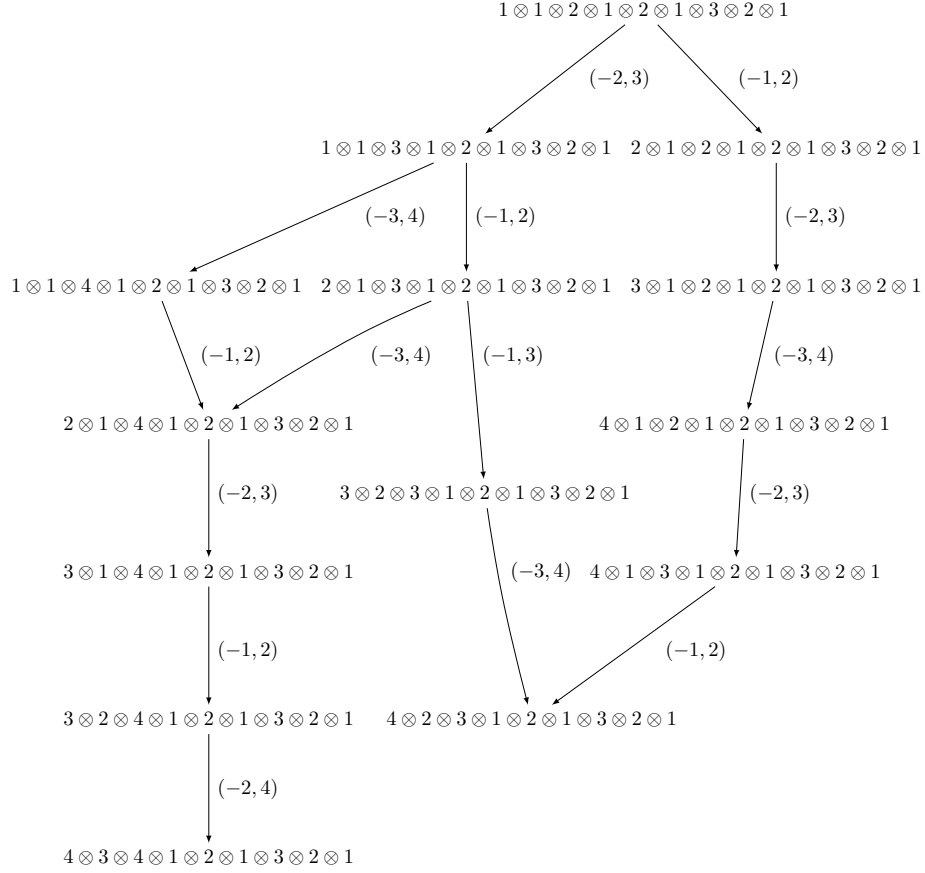 1 ⊗ 1 ⊗ 2 ⊗ 1 ⊗ 2 ⊗ 1 ⊗ 3 ⊗ 2 ⊗ 1
(−2, 3) (−1, 2)
1 ⊗ 1 ⊗ 3 ⊗ 1 ⊗ 2 ⊗ 1 ⊗ 3 ⊗ 2 ⊗ 1 2 ⊗ 1 ⊗ 2 ⊗ 1 ⊗ 2 ⊗ 1 ⊗ 3 ⊗ 2 ⊗ 1
(−3, 4) (−1, 2) (−2, 3)
1 ⊗ 1 ⊗ 4 ⊗ 1 ⊗ 2 ⊗ 1 ⊗ 3 ⊗ 2 ⊗ 1 2 ⊗ 1 ⊗ 3 ⊗ 1 ⊗ 2 ⊗ 1 ⊗ 3 ⊗ 2 ⊗ 1 3 ⊗ 1 ⊗ 2 ⊗ 1 ⊗ 2 ⊗ 1 ⊗ 3 ⊗ 2 ⊗ 1
(−1, 2) (−3, 4) (−1, 3) (−3, 4)
2 ⊗ 1 ⊗ 4 ⊗ 1 ⊗ 2 ⊗ 1 ⊗ 3 ⊗ 2 ⊗ 1 4 ⊗ 1 ⊗ 2 ⊗ 1 ⊗ 2 ⊗ 1 ⊗ 3 ⊗ 2 ⊗ 1
(−2, 3) 3 ⊗ 2 ⊗ 3 ⊗ 1 ⊗ 2 ⊗ 1 ⊗ 3 ⊗ 2 ⊗ 1 (−2, 3)
3 ⊗ 1 ⊗ 4 ⊗ 1 ⊗ 2 ⊗ 1 ⊗ 3 ⊗ 2 ⊗ 1 (−3, 4) 4 ⊗ 1 ⊗ 3 ⊗ 1 ⊗ 2 ⊗ 1 ⊗ 3 ⊗ 2 ⊗ 1
(−1, 2) (−1, 2)
3 ⊗ 2 ⊗ 4 ⊗ 1 ⊗ 2 ⊗ 1 ⊗ 3 ⊗ 2 ⊗ 1 4 ⊗ 2 ⊗ 3 ⊗ 1 ⊗ 2 ⊗ 1 ⊗ 3 ⊗ 2 ⊗ 1
(−2, 4)
4 ⊗ 3 ⊗ 4 ⊗ 1 ⊗ 2 ⊗ 1 ⊗ 3 ⊗ 2 ⊗ 1